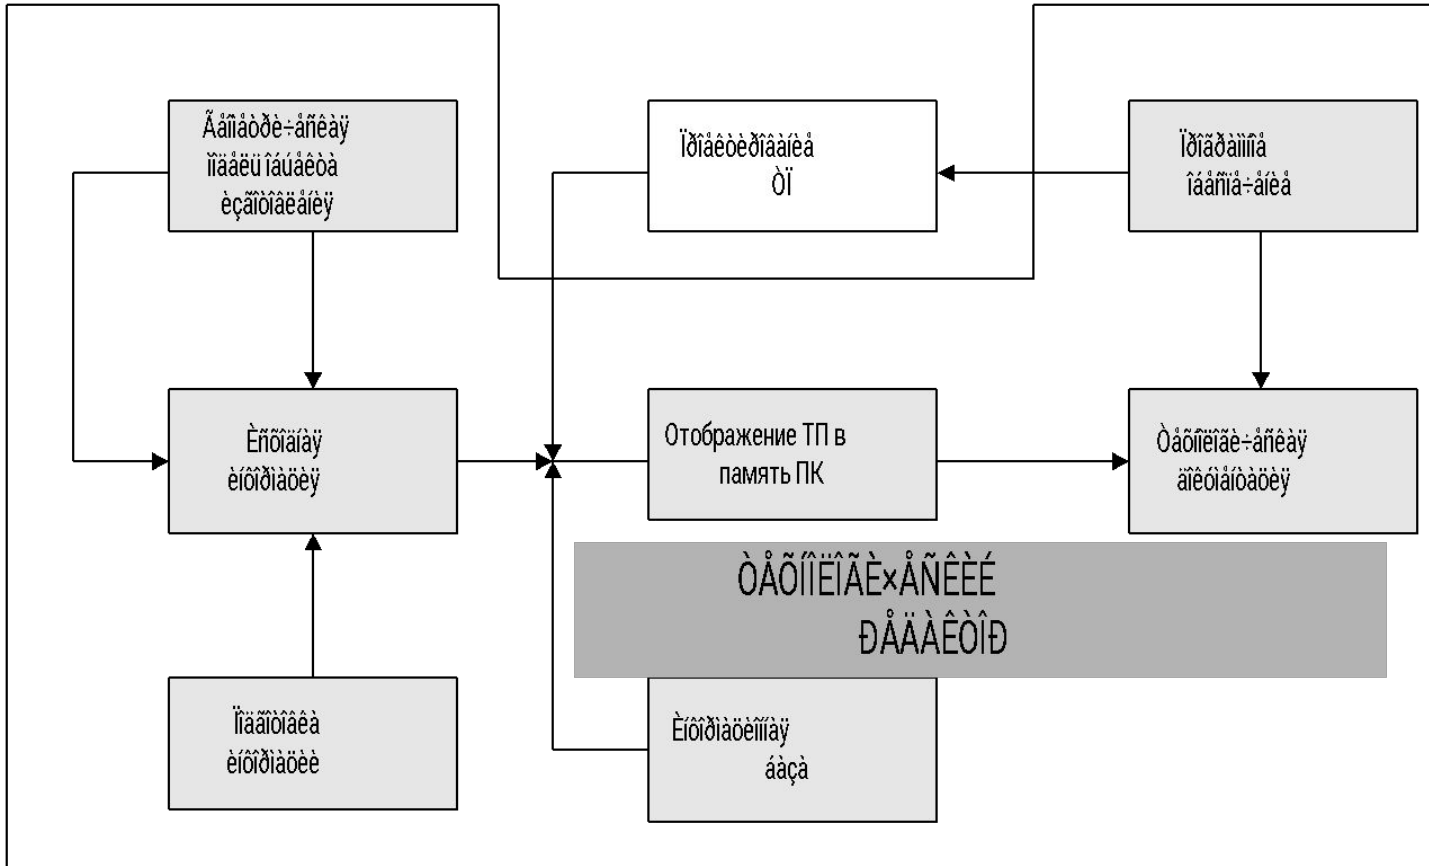 Ãåîìåòðè÷åñêàÿ
ìîäåëü îáúåêòà
èçãîòîâëåíèÿ
Ïðîåêòèðîâàíèå
ÒÏ
Ïðîãðàììíîå
îáåñïå÷åíèå
Èñõîäíàÿ
èíôîðìàöèÿ
Отображение ТП в
память ПК
Òåõíîëîãè÷åñêàÿ
äîêóìåíòàöèÿ
ÒÅÕÍÎËÎÃÈ×ÅÑÊÈÉ
ÐÅÄÀÊÒÎÐ
Ïîäãîòîâêà
èíôîðìàöèè
Èíôîðìàöèîííàÿ
áàçà